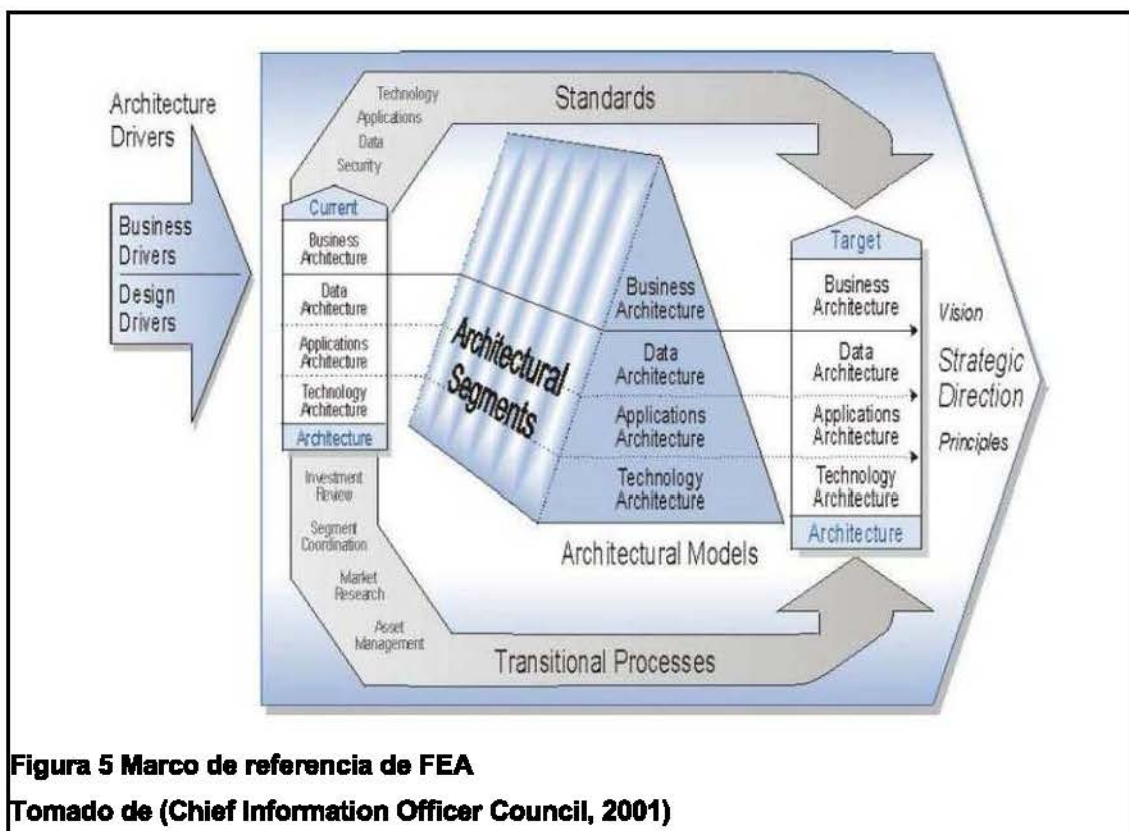 Architecture
Drivers
Business
Drivers
Design
Drivers
Technology
Applications
Data
Security
Standards
Current
Business
Architecture
Data
Architecture
Applications
Architecture
Technology
Architecture
Architecture
Investment
Review
Segment
Coordination
Market
Research
Asset
Management
Transitional Processes
Architectural
Segments
Business
Architecture
Data
Architecture
Applications
Architecture
Technology
Architecture
Architectural Models
Target
Business
Architecture
Data
Architecture
Applications
Architecture
Technology
Architecture
Architecture
Vision
Strategic
Direction
Principles
Figura 5 Marco de referencia de FEA
Tomado de (Chief Information Officer Council, 2001)